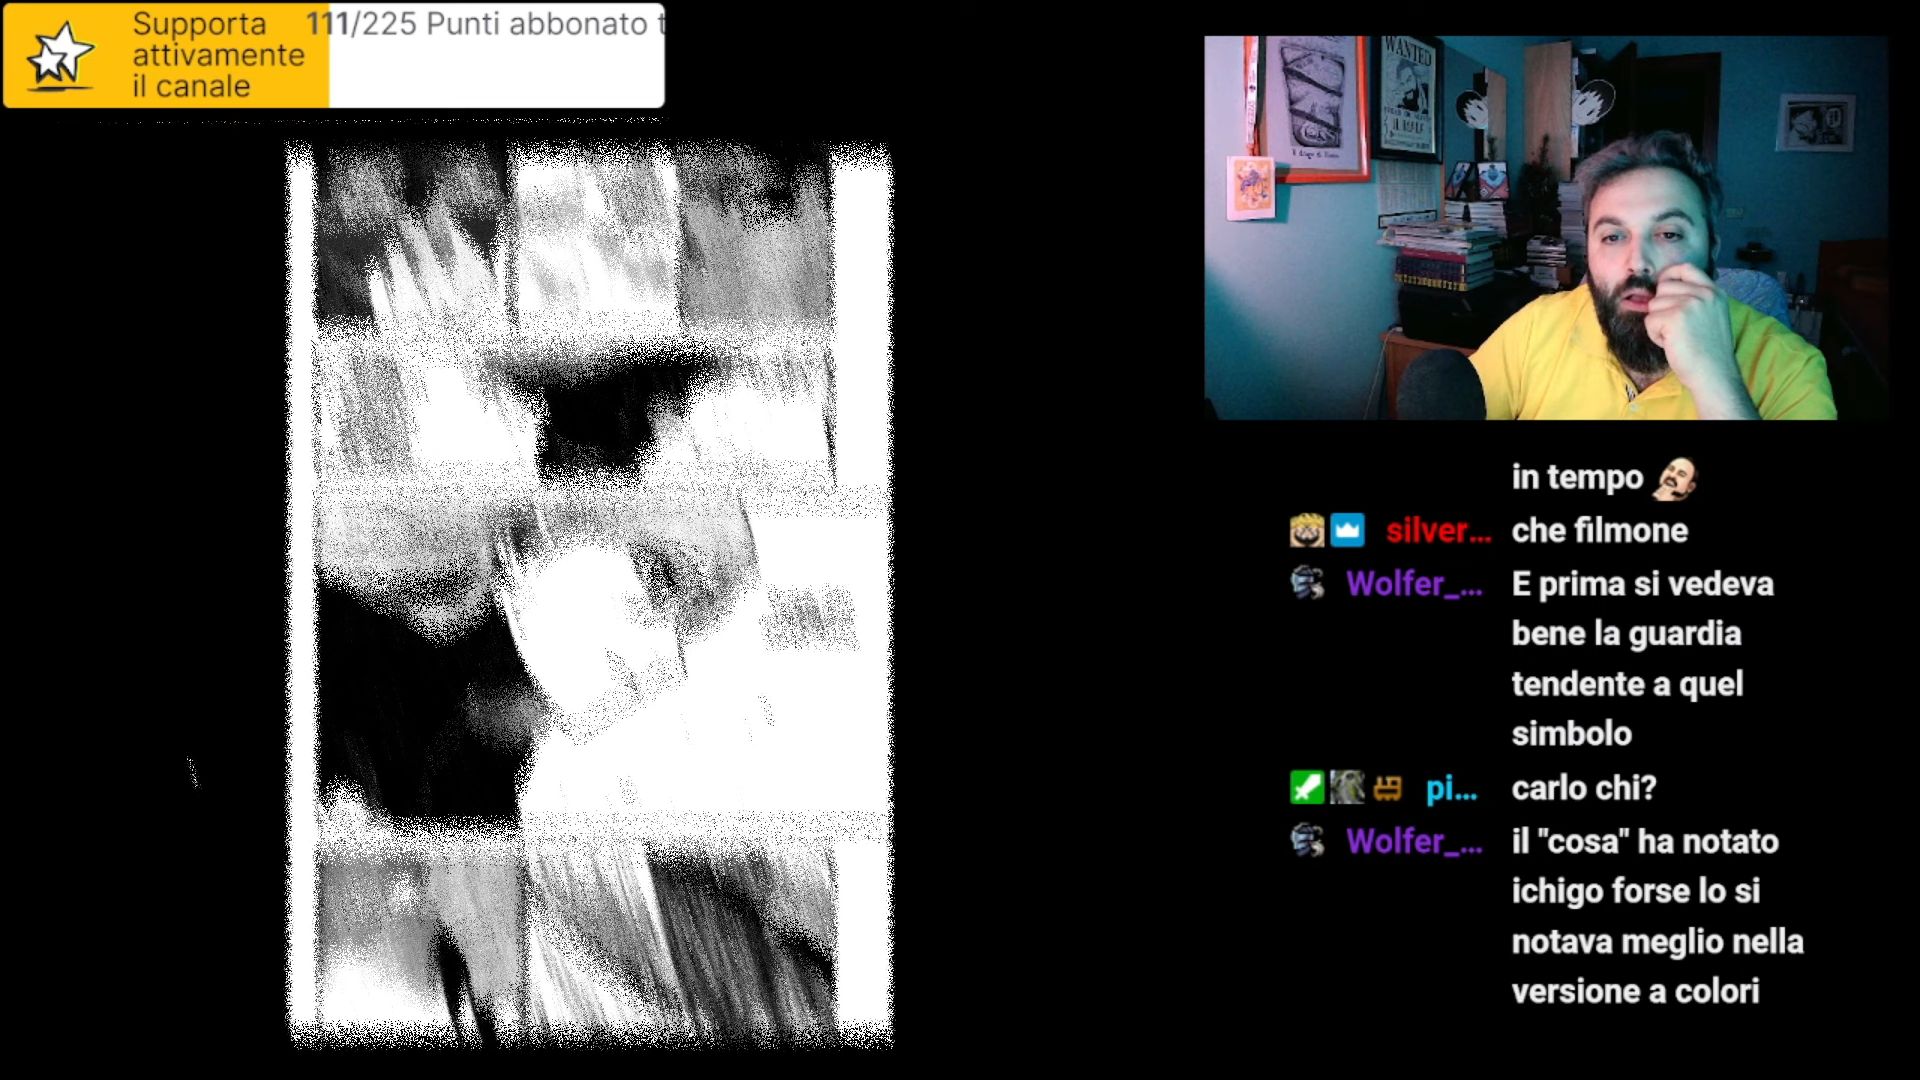 Supporta
attivamente
il canale
111/225 Punti abbonato t
WANTED
in tempo
silver... che filmone
Wolfer_... E prima si vedeva
bene la guardia
tendente a quel
simbolo
pi... carlo chi?
Wolfer_... il "cosa" ha notato
ichigo forse lo si
notava meglio nella
versione a colori